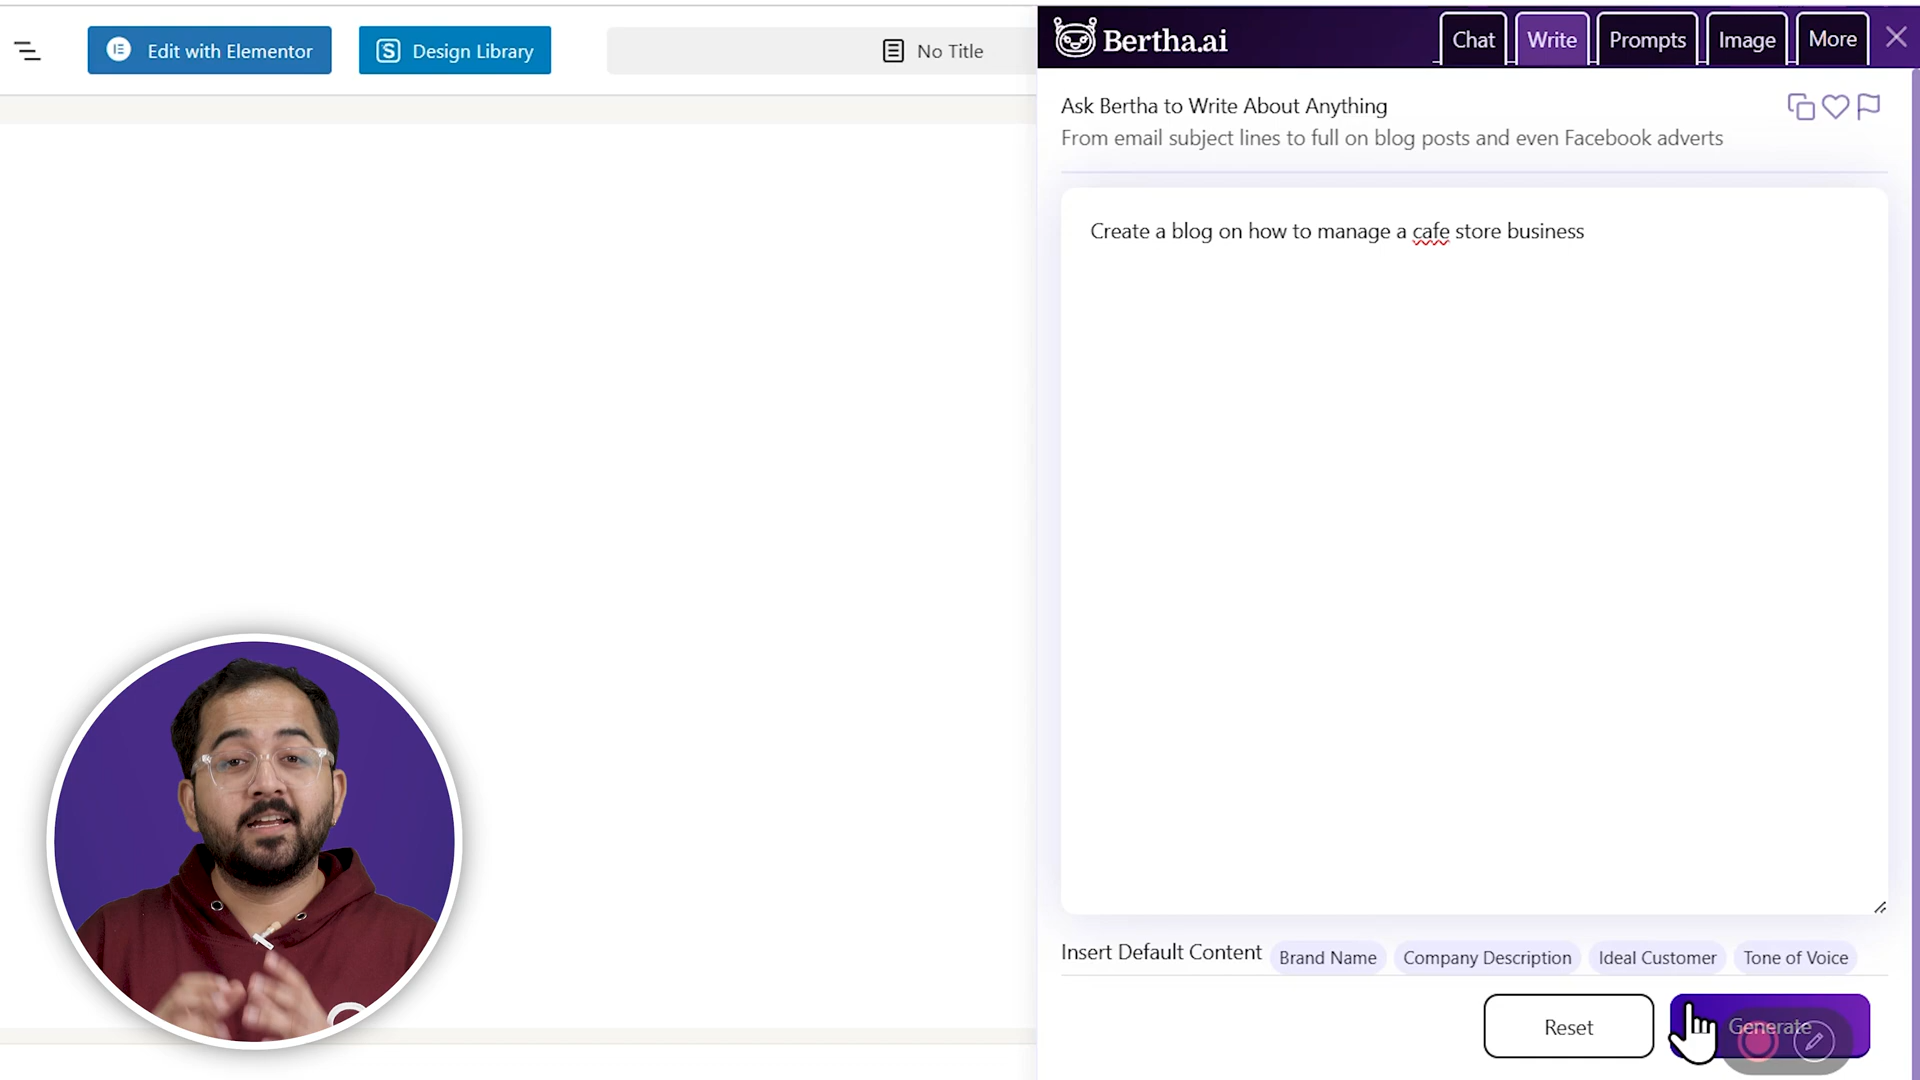 Edit with Elementor
Design Library
No Title
Bertha.ai
Chat
Write
Prompts
Image
More
Ask Bertha to Write About Anything
From email subject lines to full on blog posts and even Facebook adverts
Create a blog on how to manage a cafe store business
Insert Default Content
Brand Name
Company Description
Ideal Customer
Tone of Voice
Reset
Generate